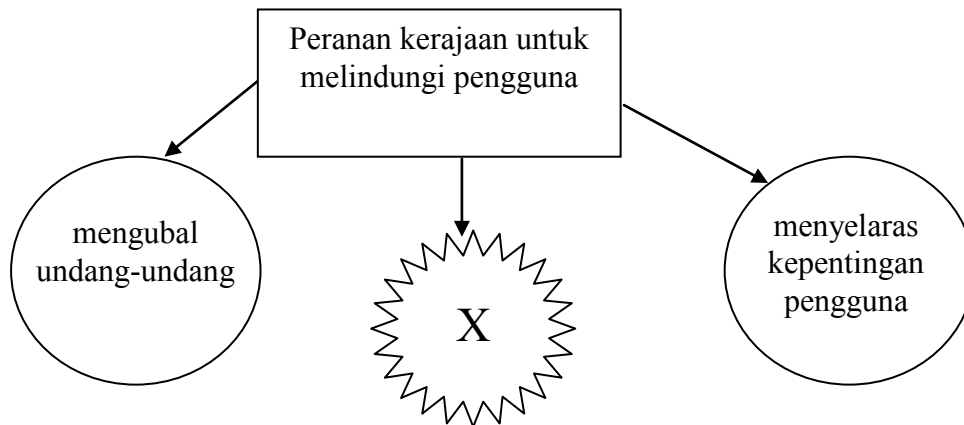 Peranan kerajaan untuk
melindungi pengguna
mengubal
undang-undang
X
menyelaras
kepentingan
pengguna